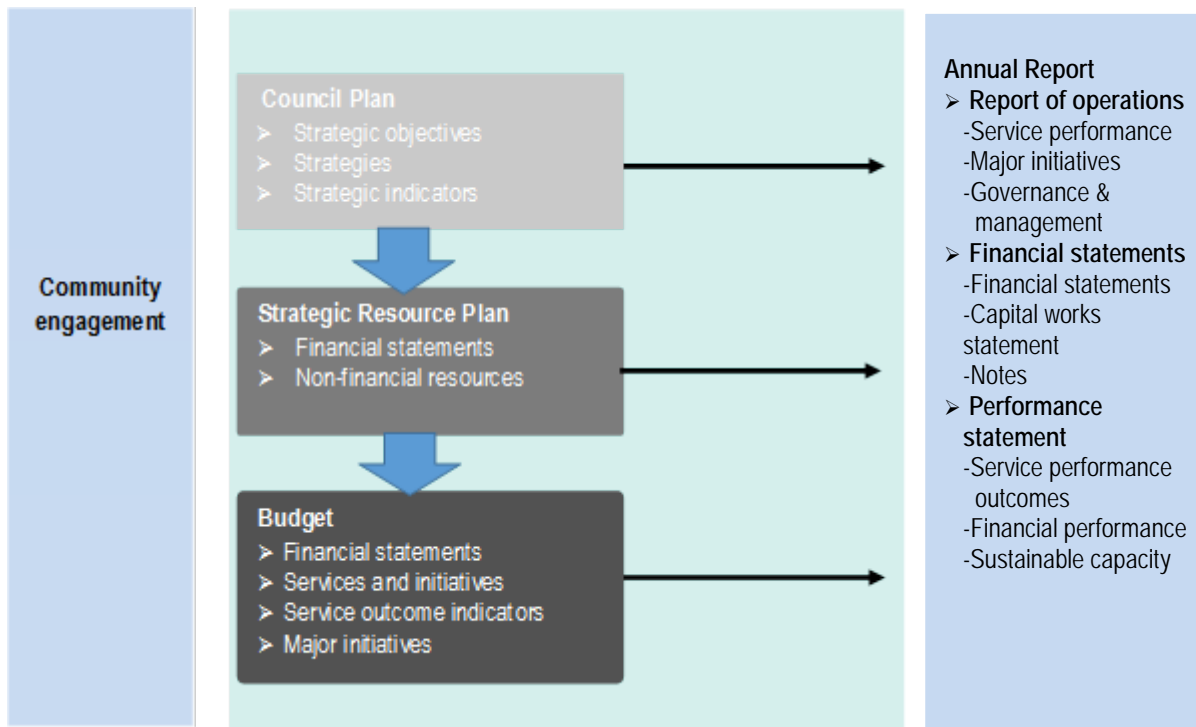 Community
engagement
Council Plan
➢ Strategic objectives
➢ Strategies
➢ Strategic indicators
Strategic Resource Plan
➢ Financial statements
➢ Non-financial resources
Budget
➢ Financial statements
➢ Services and initiatives
➢ Service outcome indicators
➢ Major initiatives
Annual Report
➢ Report of operations
-Service performance
-Major initiatives
-Governance &
management
➢ Financial statements
-Financial statements
-Capital works
statement
-Notes
➢ Performance
statement
-Service performance
outcomes
-Financial performance
-Sustainable capacity